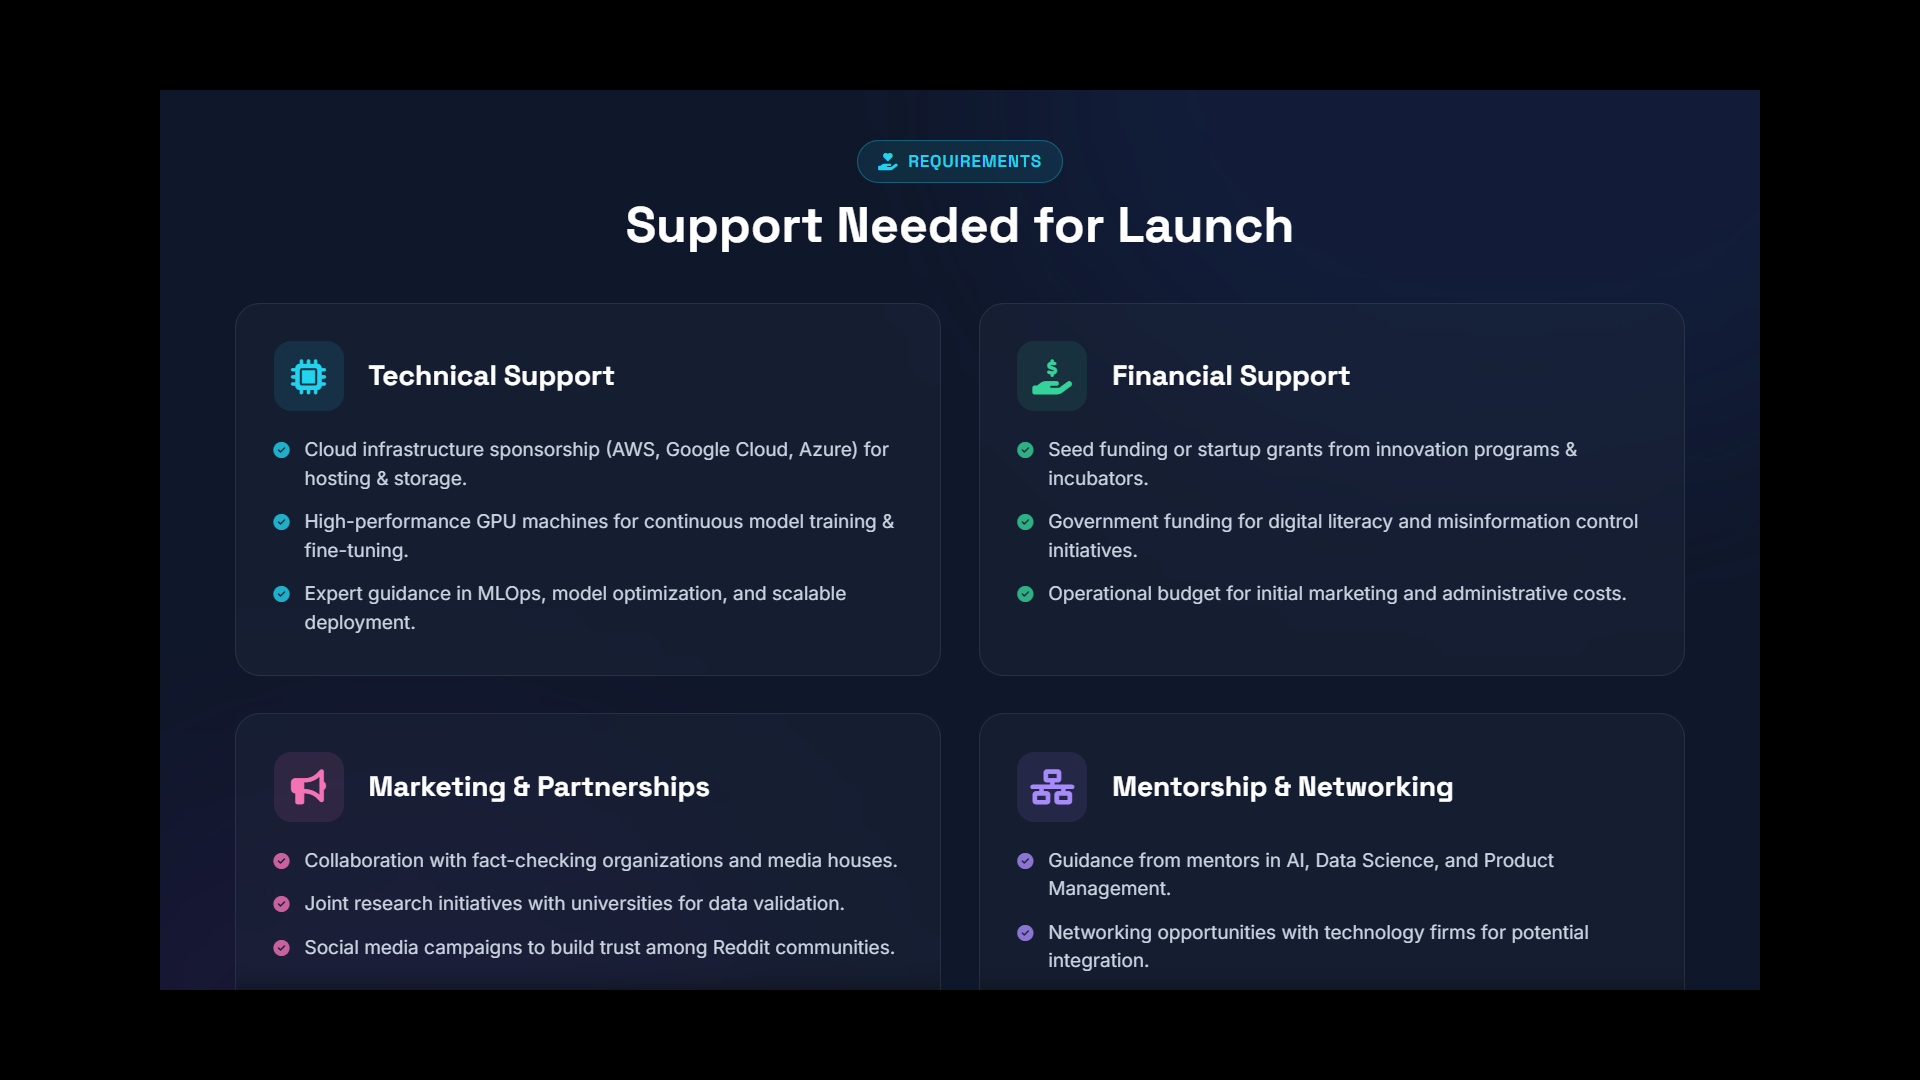 REQUIREMENTS
Support Needed for Launch
Technical Support
Cloud infrastructure sponsorship (AWS, Google Cloud, Azure) for
hosting & storage.
High-performance GPU machines for continuous model training &
fine-tuning.
Expert guidance in MLOps, model optimization, and scalable
deployment.
Financial Support
$
Seed funding or startup grants from innovation programs &
incubators.
Government funding for digital literacy and misinformation control
initiatives.
Operational budget for initial marketing and administrative costs.
Marketing & Partnerships
Collaboration with fact-checking organizations and media houses.
Joint research initiatives with universities for data validation.
Social media campaigns to build trust among Reddit communities.
Mentorship & Networking
Guidance from mentors in AI, Data Science, and Product
Management.
Networking opportunities with technology firms for potential
integration.